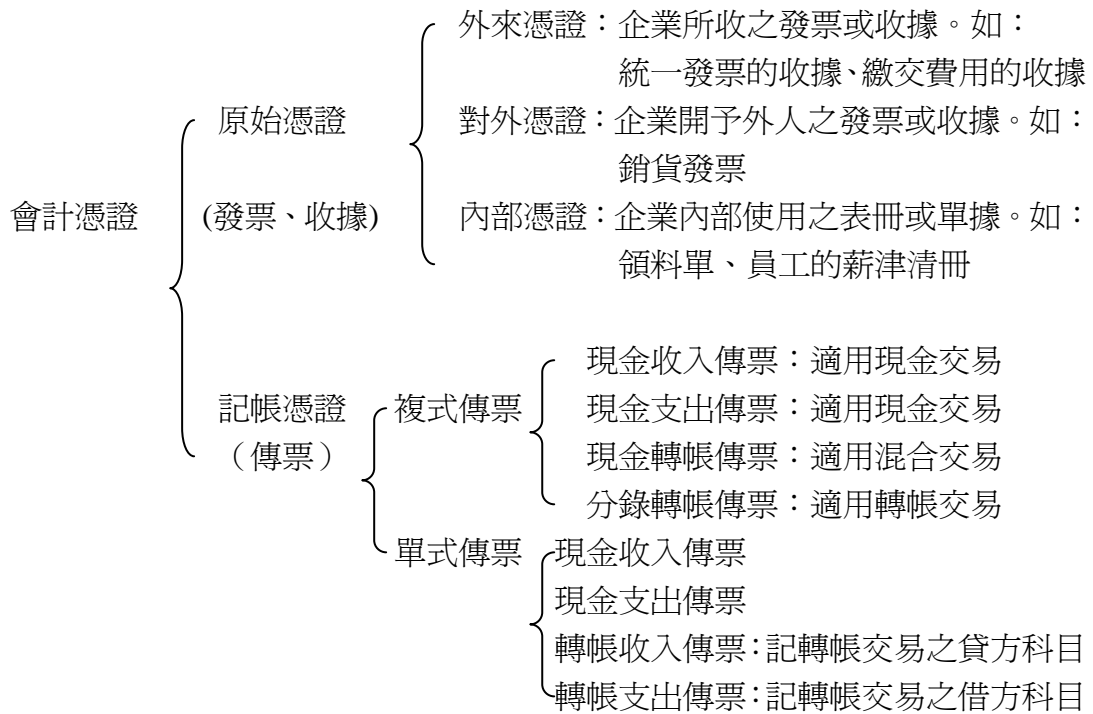 外來憑證：企業所收之發票或收據。如：
統一發票的收據、繳交費用的收據
原始憑證
對外憑證：企業開予外人之發票或收據。如：
銷貨發票
會計憑證
(發票、收據)
內部憑證：企業內部使用之表冊或單據。如：
領料單、員工的薪津清冊
現金收入傳票：適用現金交易
記帳憑證
複式傳票
現金支出傳票：適用現金交易
（傳票）
現金轉帳傳票：適用混合交易
分錄轉帳傳票：適用轉帳交易
單式傳票
現金收入傳票
現金支出傳票
轉帳收入傳票：記轉帳交易之貸方科目
轉帳支出傳票：記轉帳交易之借方科目